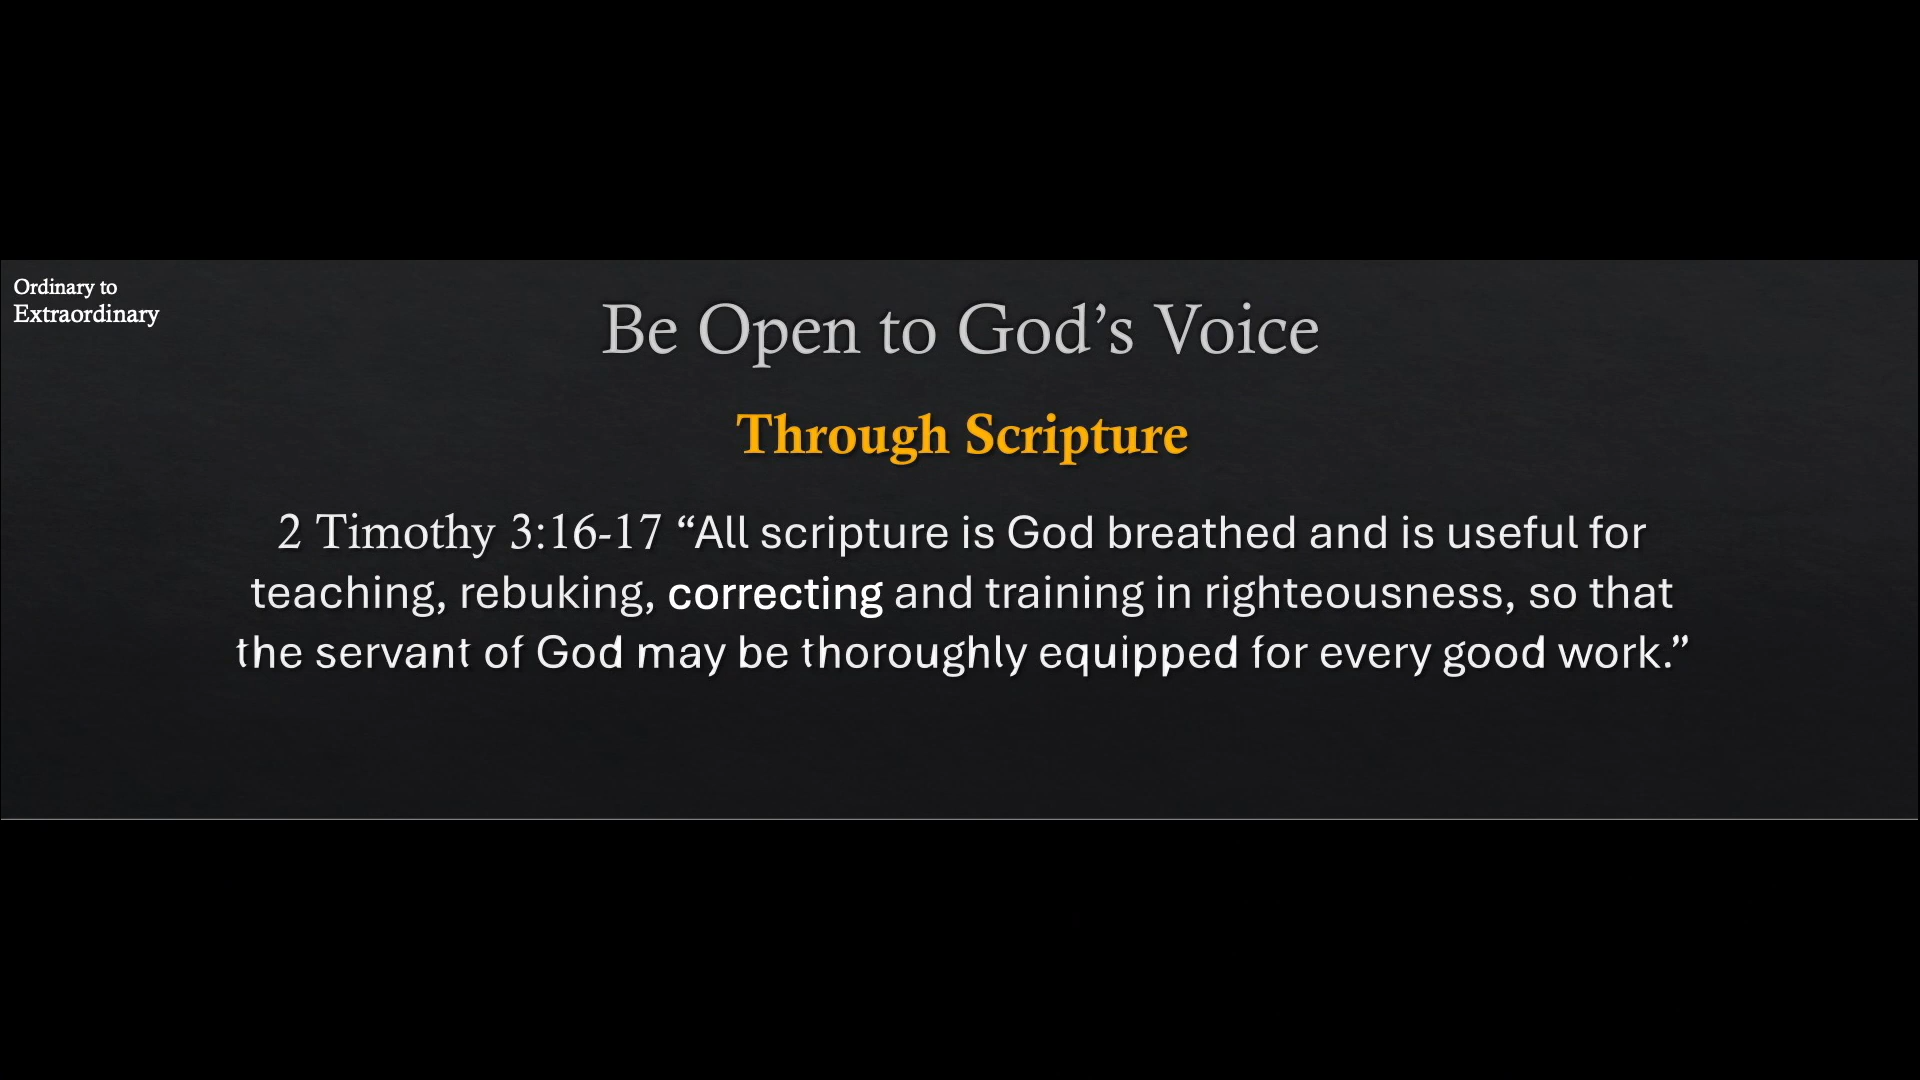 Ordinary to
Extraordinary
Be Open to God’s Voice
Through Scripture
2 Timothy 3:16-17 “All scripture is God breathed and is useful for
teaching, rebuking, correcting and training in righteousness, so that
the servant of God may be thoroughly equipped for every good work.”